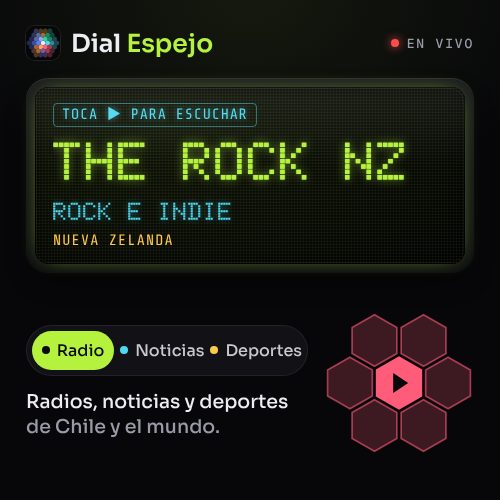 Dial Espejo
EN VIVO
TOCA ▶ PARA ESCUCHAR
THE ROCK NZ
ROCK E INDIE
NUEVA ZELANDA
Radio Noticias Deportes
Radios, noticias y deportes
de Chile y el mundo.